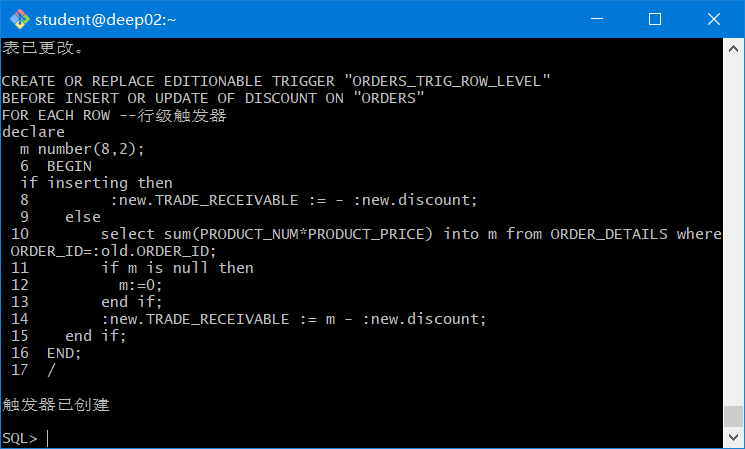 student@deep02:~
表已更改。
CREATE OR REPLACE EDITIONABLE TRIGGER "ORDERS_TRIG_ROW_LEVEL"
BEFORE INSERT OR UPDATE OF DISCOUNT ON "ORDERS"
FOR EACH ROW --行级触发器
declare
  m number(8,2);
  6  BEGIN
  if inserting then
  8         :new.TRADE_RECEIVABLE := - :new.discount;
  9    else
 10        select sum(PRODUCT_NUM*PRODUCT_PRICE) into m from ORDER_DETAILS where
 ORDER_ID=:old.ORDER_ID;
 11        if m is null then
 12          m:=0;
 13        end if;
 14        :new.TRADE_RECEIVABLE := m - :new.discount;
 15    end if;
 16  END;
 17  /
触发器已创建
SQL>